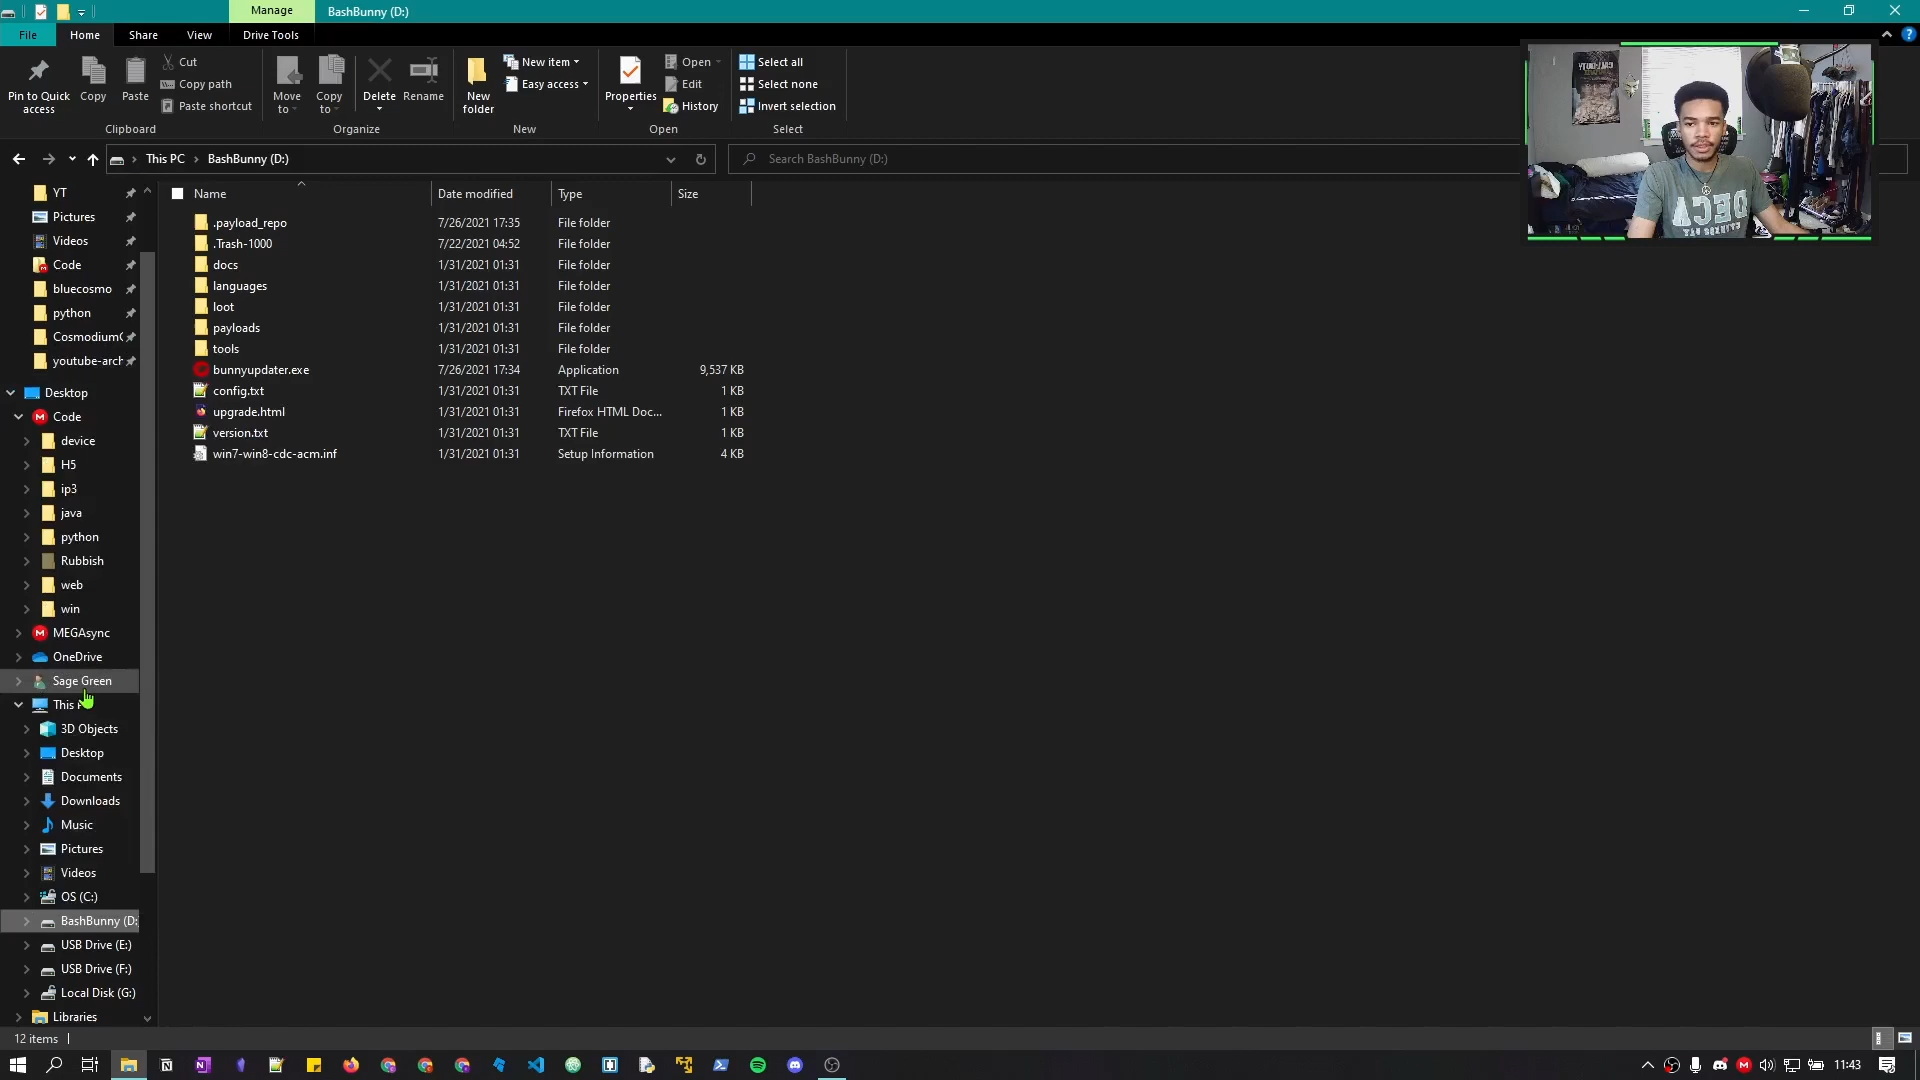 Manage
BashBunny (D:)
File
Home
Share
View
Drive Tools
Pin to Quick
access
Copy
Paste
Cut
Copy path
Paste shortcut
Clipboard
Move
to
Copy
to
Delete
Rename
Organize
New
folder
New item
Easy access
New
Properties
Open
Edit
History
Open
Select all
Select none
Invert selection
Select
This PC
BashBunny (D:)
Search BashBunny (D:)
Name
Date modified
Type
Size
.payload_repo 7/26/2021 17:35 File folder
.Trash-1000 7/22/2021 04:52 File folder
docs 1/31/2021 01:31 File folder
languages 1/31/2021 01:31 File folder
loot 1/31/2021 01:31 File folder
payloads 1/31/2021 01:31 File folder
tools 1/31/2021 01:31 File folder
bunnyupdater.exe 7/26/2021 17:34 Application 9,537 KB
config.txt 1/31/2021 01:31 TXT File 1 KB
upgrade.html 1/31/2021 01:31 Firefox HTML Doc... 1 KB
version.txt 1/31/2021 01:31 TXT File 1 KB
win7-win8-cdc-acm.inf 1/31/2021 01:31 Setup Information 4 KB
YT
Pictures
Videos
Code
bluecosmo
python
Cosmodium
youtube-arch
Desktop
Code
device
H5
ip3
java
python
Rubbish
web
win
MEGAsync
OneDrive
Sage Green
This
3D Objects
Desktop
Documents
Downloads
Music
Pictures
Videos
OS (C:)
BashBunny (D:
USB Drive (E:)
USB Drive (F:)
Local Disk (G:)
Libraries
12 items
11:43
DECA